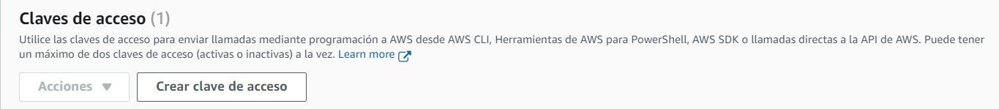 Claves de acceso (1)
Utilice las claves de acceso para enviar llamadas mediante programación a AWS desde AWS CLI, Herramientas de AWS para PowerShell, AWS SDK o llamadas directas a la API de AWS. Puede tener
un máximo de dos claves de acceso (activas o inactivas) a la vez. Learn more
Acciones Crear clave de acceso